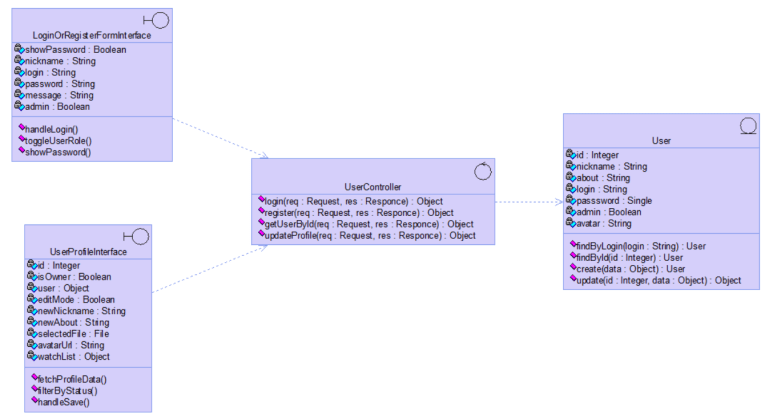 LoginOrRegisterFormInterface
showPassword : Boolean
nickname : String
login : String
password : String
message : String
admin : Boolean
handleLogin()
toggleUserRole()
showPassword()
UserProfileInterface
id : Integer
isOwner : Boolean
user : Object
editMode : Boolean
newNickname : String
newAbout : String
selectedFile : File
avatarUrl : String
watchList : Object
fetchProfileData()
filterByStatus()
handleSave()
UserController
login(req : Request, res : Responce) : Object
register(req : Request, res : Responce) : Object
getUserById(req : Request, res : Responce) : Object
updateProfile(req : Request, res : Responce) : Object
User
id : Integer
nickname : String
about : String
login : String
passsword : Single
admin : Boolean
avatar : String
findByLogin(login : String) : User
findById(id : Integer) : User
create(data : Object) : User
update(id : Integer, data : Object) : Object